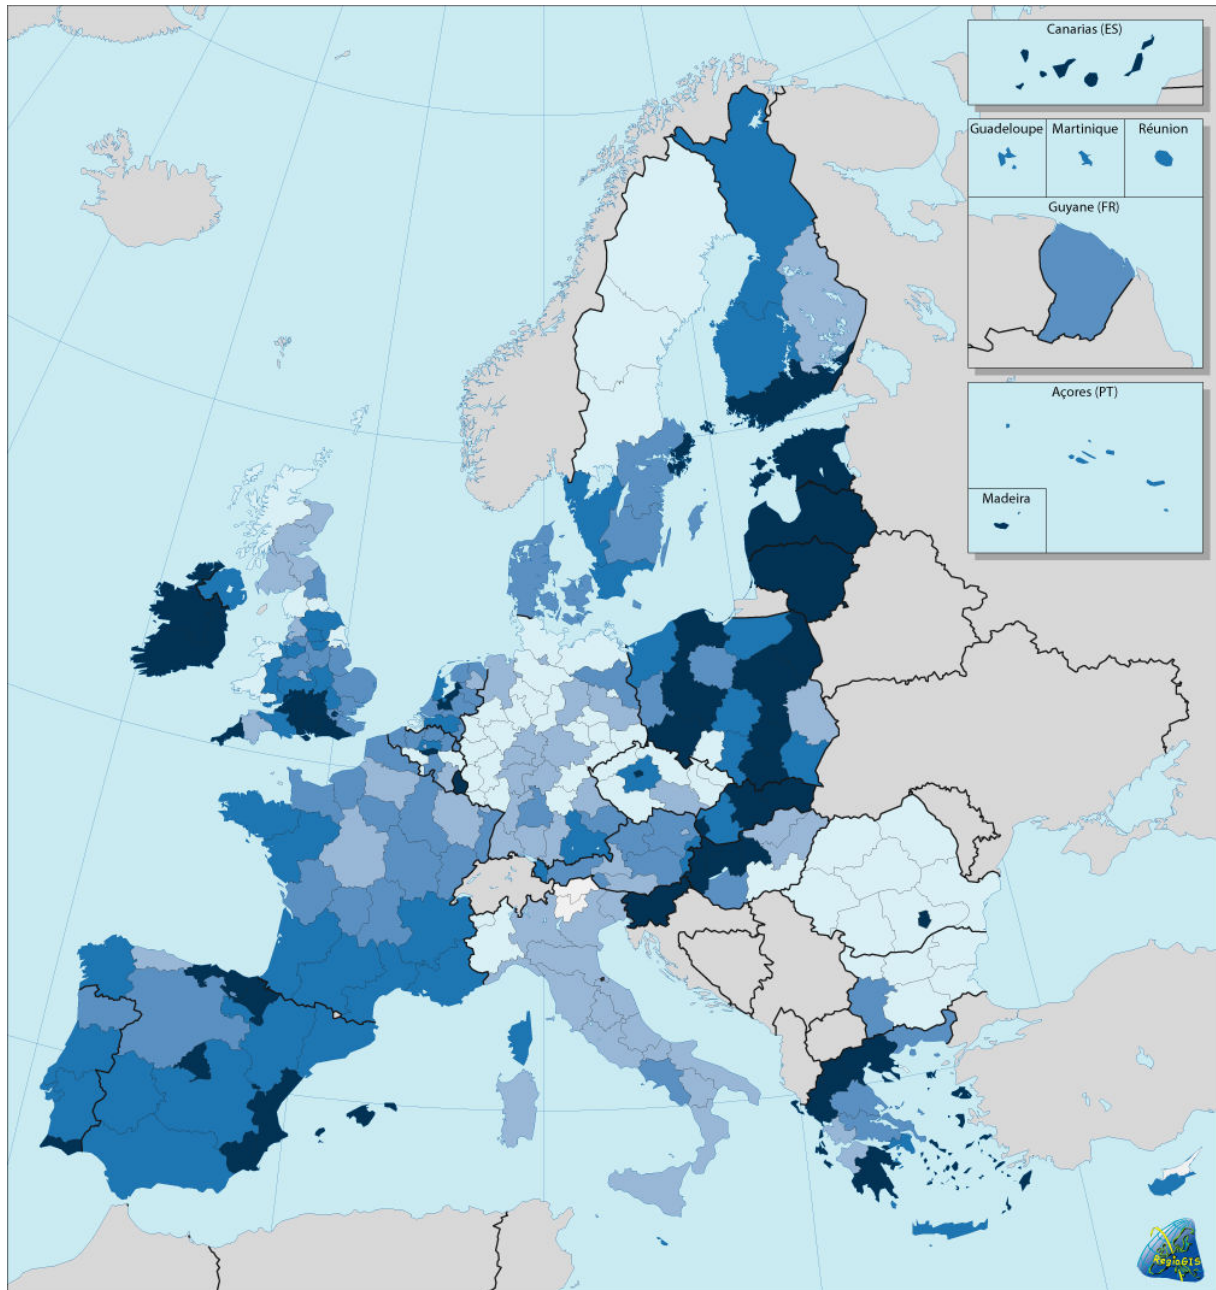 Canarias (ES)
Guadeloupe
Martinique
Réunion
Guyane (FR)
Açores (PT)
Madeira
RegioGIS